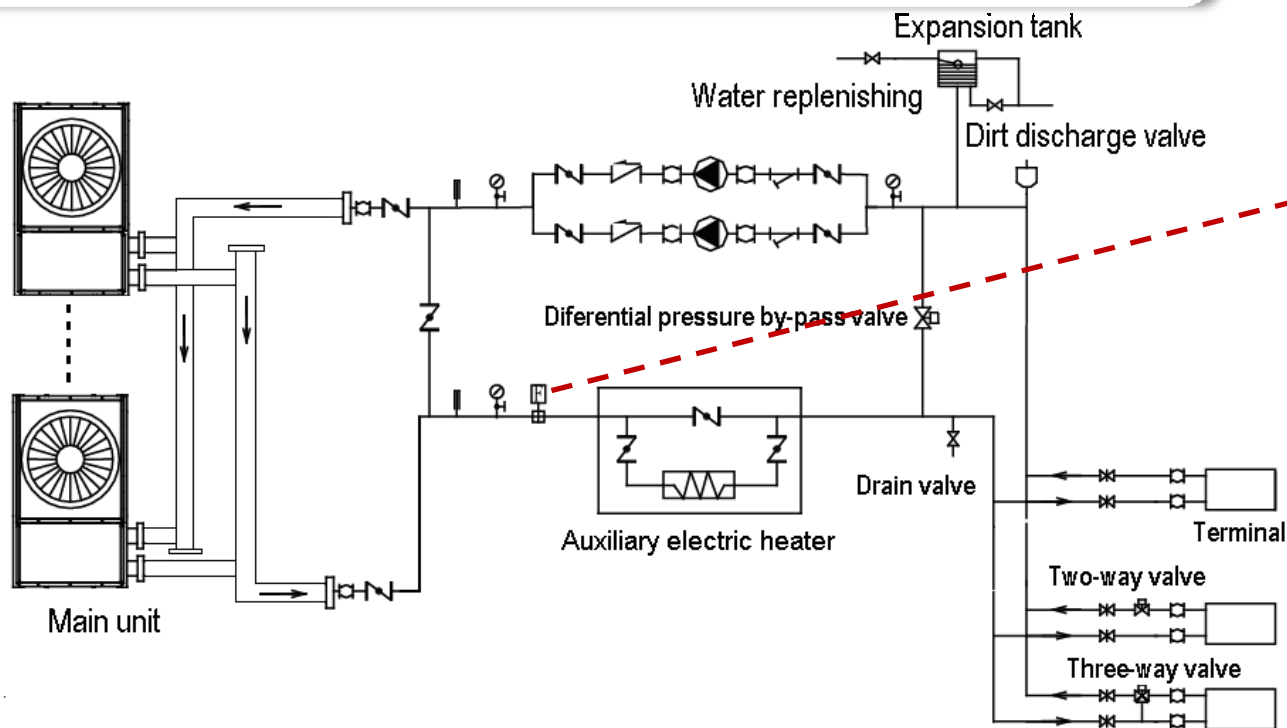 Expansion tank
Water replenishing
Dirt discharge valve
Diferential pressure by-pass valve
F
Drain valve
Auxiliary electric heater
Terminal
Two-way valve
Main unit
Three-way valve